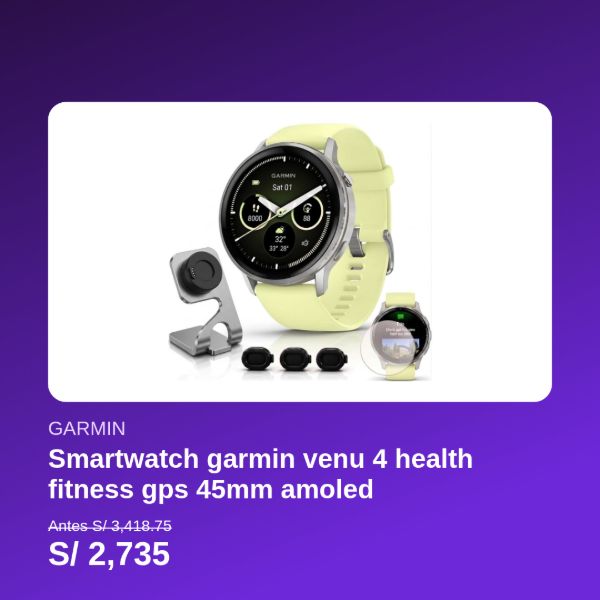 GARMIN
Sat 01
8000
88
32°
33° 28°
GARMIN
Smartwatch garmin venu 4 health
fitness gps 45mm amoled
Antes S/ 3,418.75
S/ 2,735